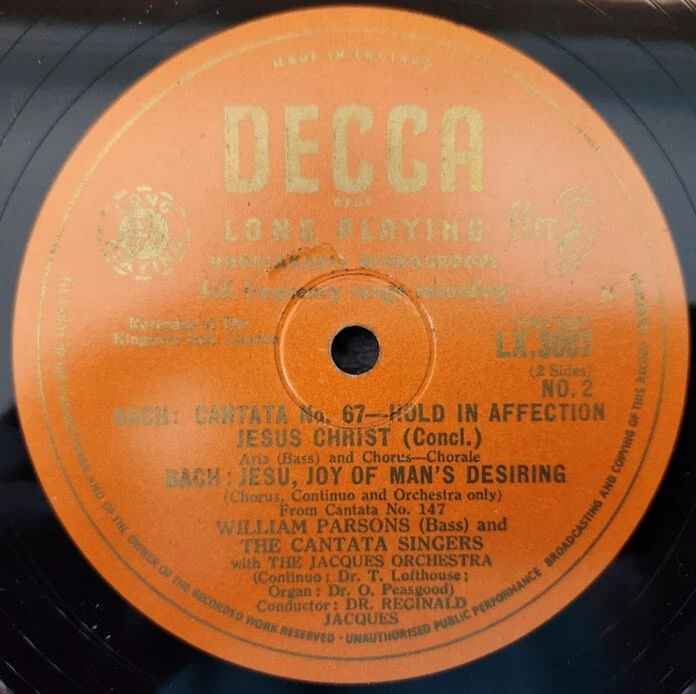 MADE IN ENGLAND
DECCA
LONG PLAYING
LONG PLAYING
ffrr
UNBREAKABLE MICROGROOVE
full frequency range recording
Recorded at The
Kingsway Hall, London
LX.3007
(2 Sides)
NO. 2
BACH: CANTATA No. 67—HOLD IN AFFECTION
JESUS CHRIST (Concl.)
Aria (Bass) and Chorus—Chorale
BACH: JESU, JOY OF MAN'S DESIRING
(Chorus, Continuo and Orchestra only)
From Cantata No. 147
WILLIAM PARSONS (Bass) and
THE CANTATA SINGERS
with THE JACQUES ORCHESTRA
(Continuo: Dr. T. Lofthouse;
Organ: Dr. O. Peasgood)
Conductor: DR. REGINALD
JACQUES
AND OF THE OWNER OF THE RECORDED WORK RESERVED · UNAUTHORISED PUBLIC PERFORMANCE BROADCASTING AND COPYING OF THIS RECORD PROHIBITED